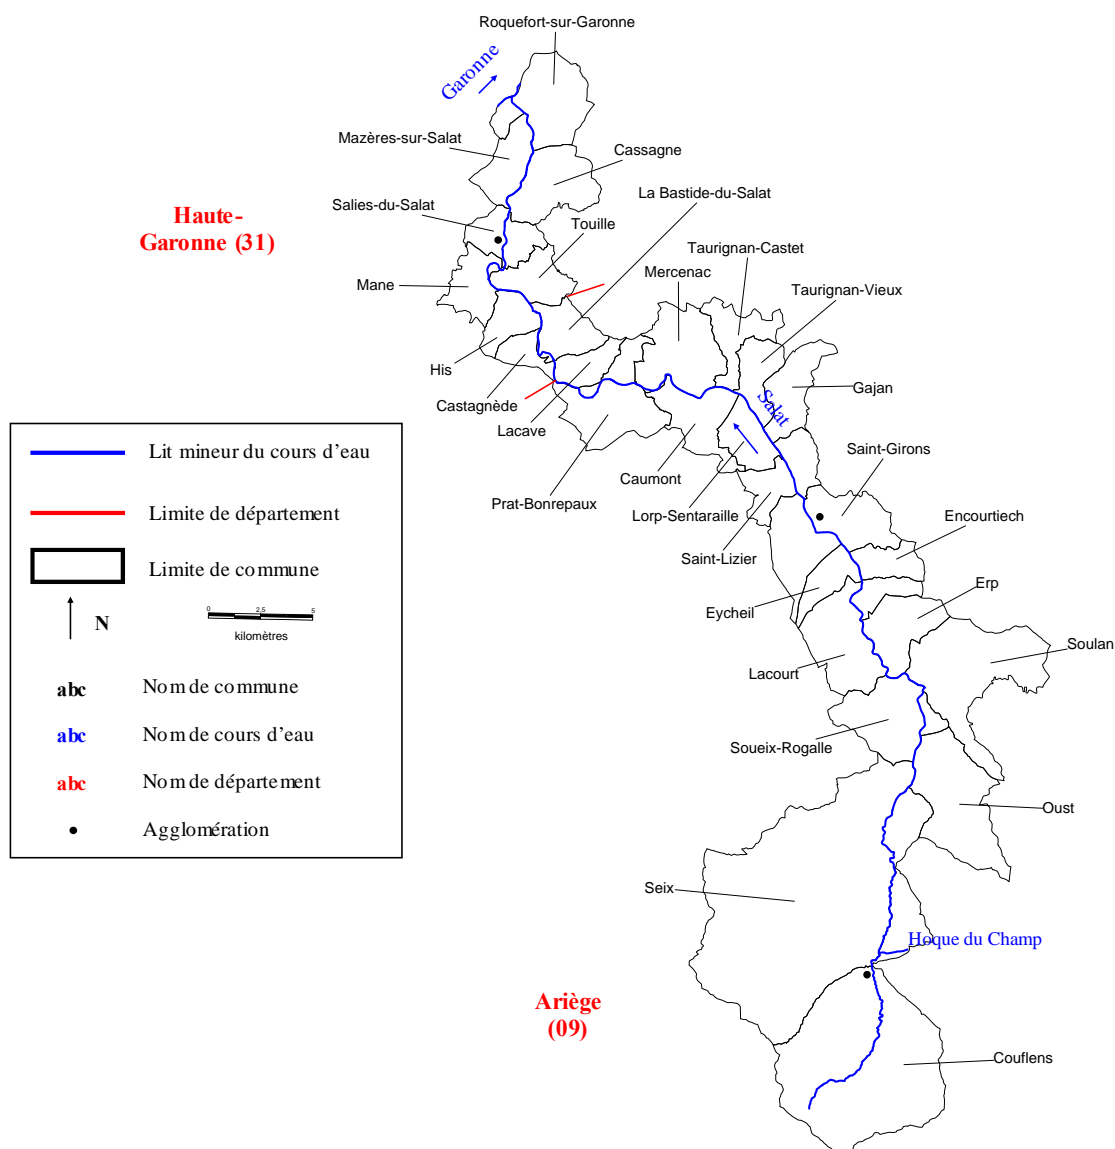 Roquefort-sur-Garonne
Garonne
Mazères-sur-Salat
Cassagne
La Bastide-du-Salat
Salies-du-Salat
Haute-
Garonne (31)
Touille
Taurignan-Castet
Mercenac
Mane
Taurignan-Vieux
His
Gajan
Castagnède
Salat
Lacave
Saint-Girons
Caumont
Prat-Bonrepaux
Lorp-Sentaraille
Encourtiech
Saint-Lizier
Erp
Eycheil
Soulan
Lacourt
Soueix-Rogalle
Oust
Seix
Hoque du Champ
Ariège
(09)
Couflens
Lit mineur du cours d'eau
Limite de département
Limite de commune
N
0 2,5 5
kilomètres
abc Nom de commune
abc Nom de cours d'eau
abc Nom de département
Agglomération